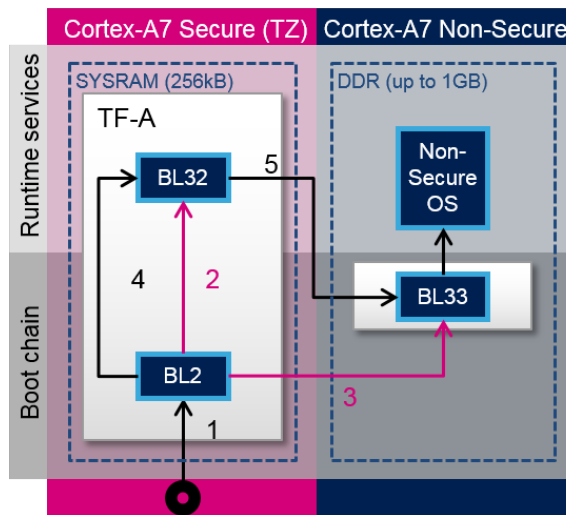 Cortex-A7 Secure (TZ)
Cortex-A7 Non-Secure
Runtime services
Boot chain
SYSRAM (256kB)
DDR (up to 1GB)
TF-A
BL32
5
Non-
Secure
OS
4
2
BL33
BL2
3
1